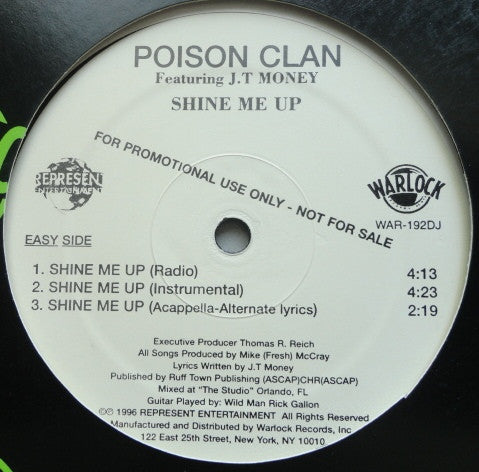 POISON CLAN
Featuring J.T MONEY
SHINE ME UP
FOR PROMOTIONAL USE ONLY - NOT FOR SALE
REPRESENT
ENTERTAINMENT
WARLOCK
WAR-192DJ
EASY SIDE
1. SHINE ME UP (Radio) 4:13
2. SHINE ME UP (Instrumental) 4:23
3. SHINE ME UP (Acappella-Alternate lyrics) 2:19
Executive Producer Thomas R. Reich
All Songs Produced by Mike (Fresh) McCray
Lyrics Written by J.T Money
Published by Ruff Town Publishing (ASCAP)CHR(ASCAP)
Mixed at "The Studio" Orlando, FL
Guitar Played by: Wild Man Rick Gallon
©℗ 1996 REPRESENT ENTERTAINMENT All Rights Reserved
Manufactured and Distributed by Warlock Records, Inc
122 East 25th Street, New York, NY 10010